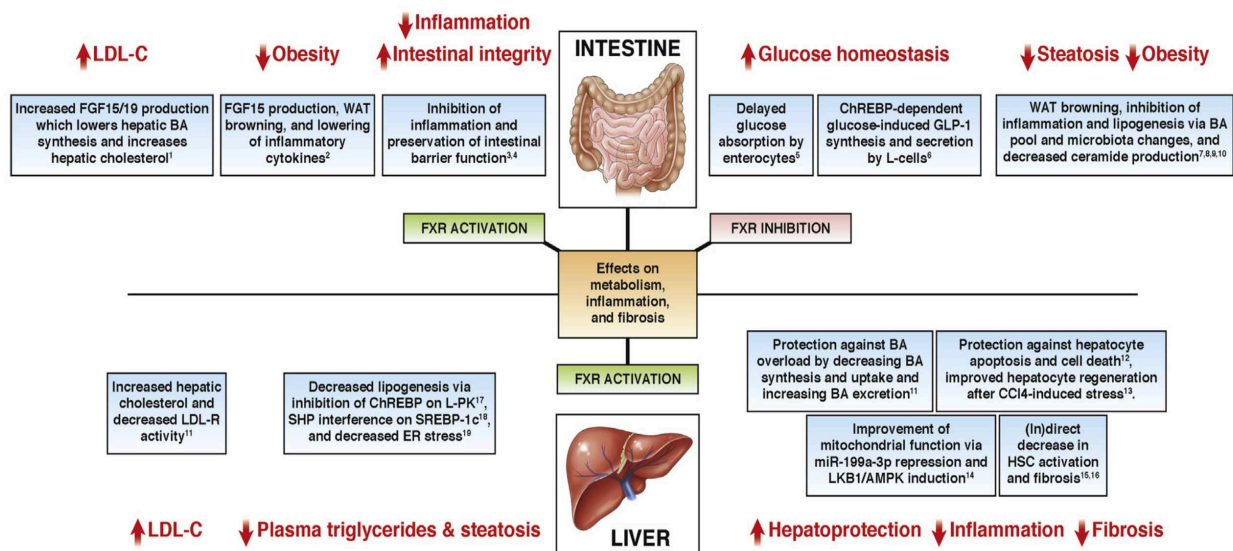 Inflammation
LDL-C
Obesity
Intestinal integrity
INTESTINE
Glucose homeostasis
Steatosis
Obesity
Increased FGF15/19 production
which lowers hepatic BA
synthesis and increases
hepatic cholesterol1
FGF15 production, WAT
browning, and lowering
of inflammatory
cytokines2
Inhibition of
inflammation and
preservation of intestinal
barrier function3,4
Delayed
glucose
absorption by
enterocytes5
ChREBP-dependent
glucose-induced GLP-1
synthesis and secretion
by L-cells6
WAT browning, inhibition of
inflammation and lipogenesis via BA
pool and microbiota changes, and
decreased ceramide production7,8,9,10
FXR ACTIVATION
FXR INHIBITION
Effects on
metabolism,
inflammation,
and fibrosis
FXR ACTIVATION
Increased hepatic
cholesterol and
decreased LDL-R
activity11
Decreased lipogenesis via
inhibition of ChREBP on L-PK17,
SHP interference on SREBP-1c18,
and decreased ER stress19
Protection against BA
overload by decreasing BA
synthesis and uptake and
increasing BA excretion11
Protection against hepatocyte
apoptosis and cell death12,
improved hepatocyte regeneration
after CCl4-induced stress13.
Improvement of
mitochondrial function via
miR-199a-3p repression and
LKB1/AMPK induction14
(In)direct
decrease in
HSC activation
and fibrosis15,16
LDL-C
Plasma triglycerides & steatosis
LIVER
Hepatoprotection
Inflammation
Fibrosis